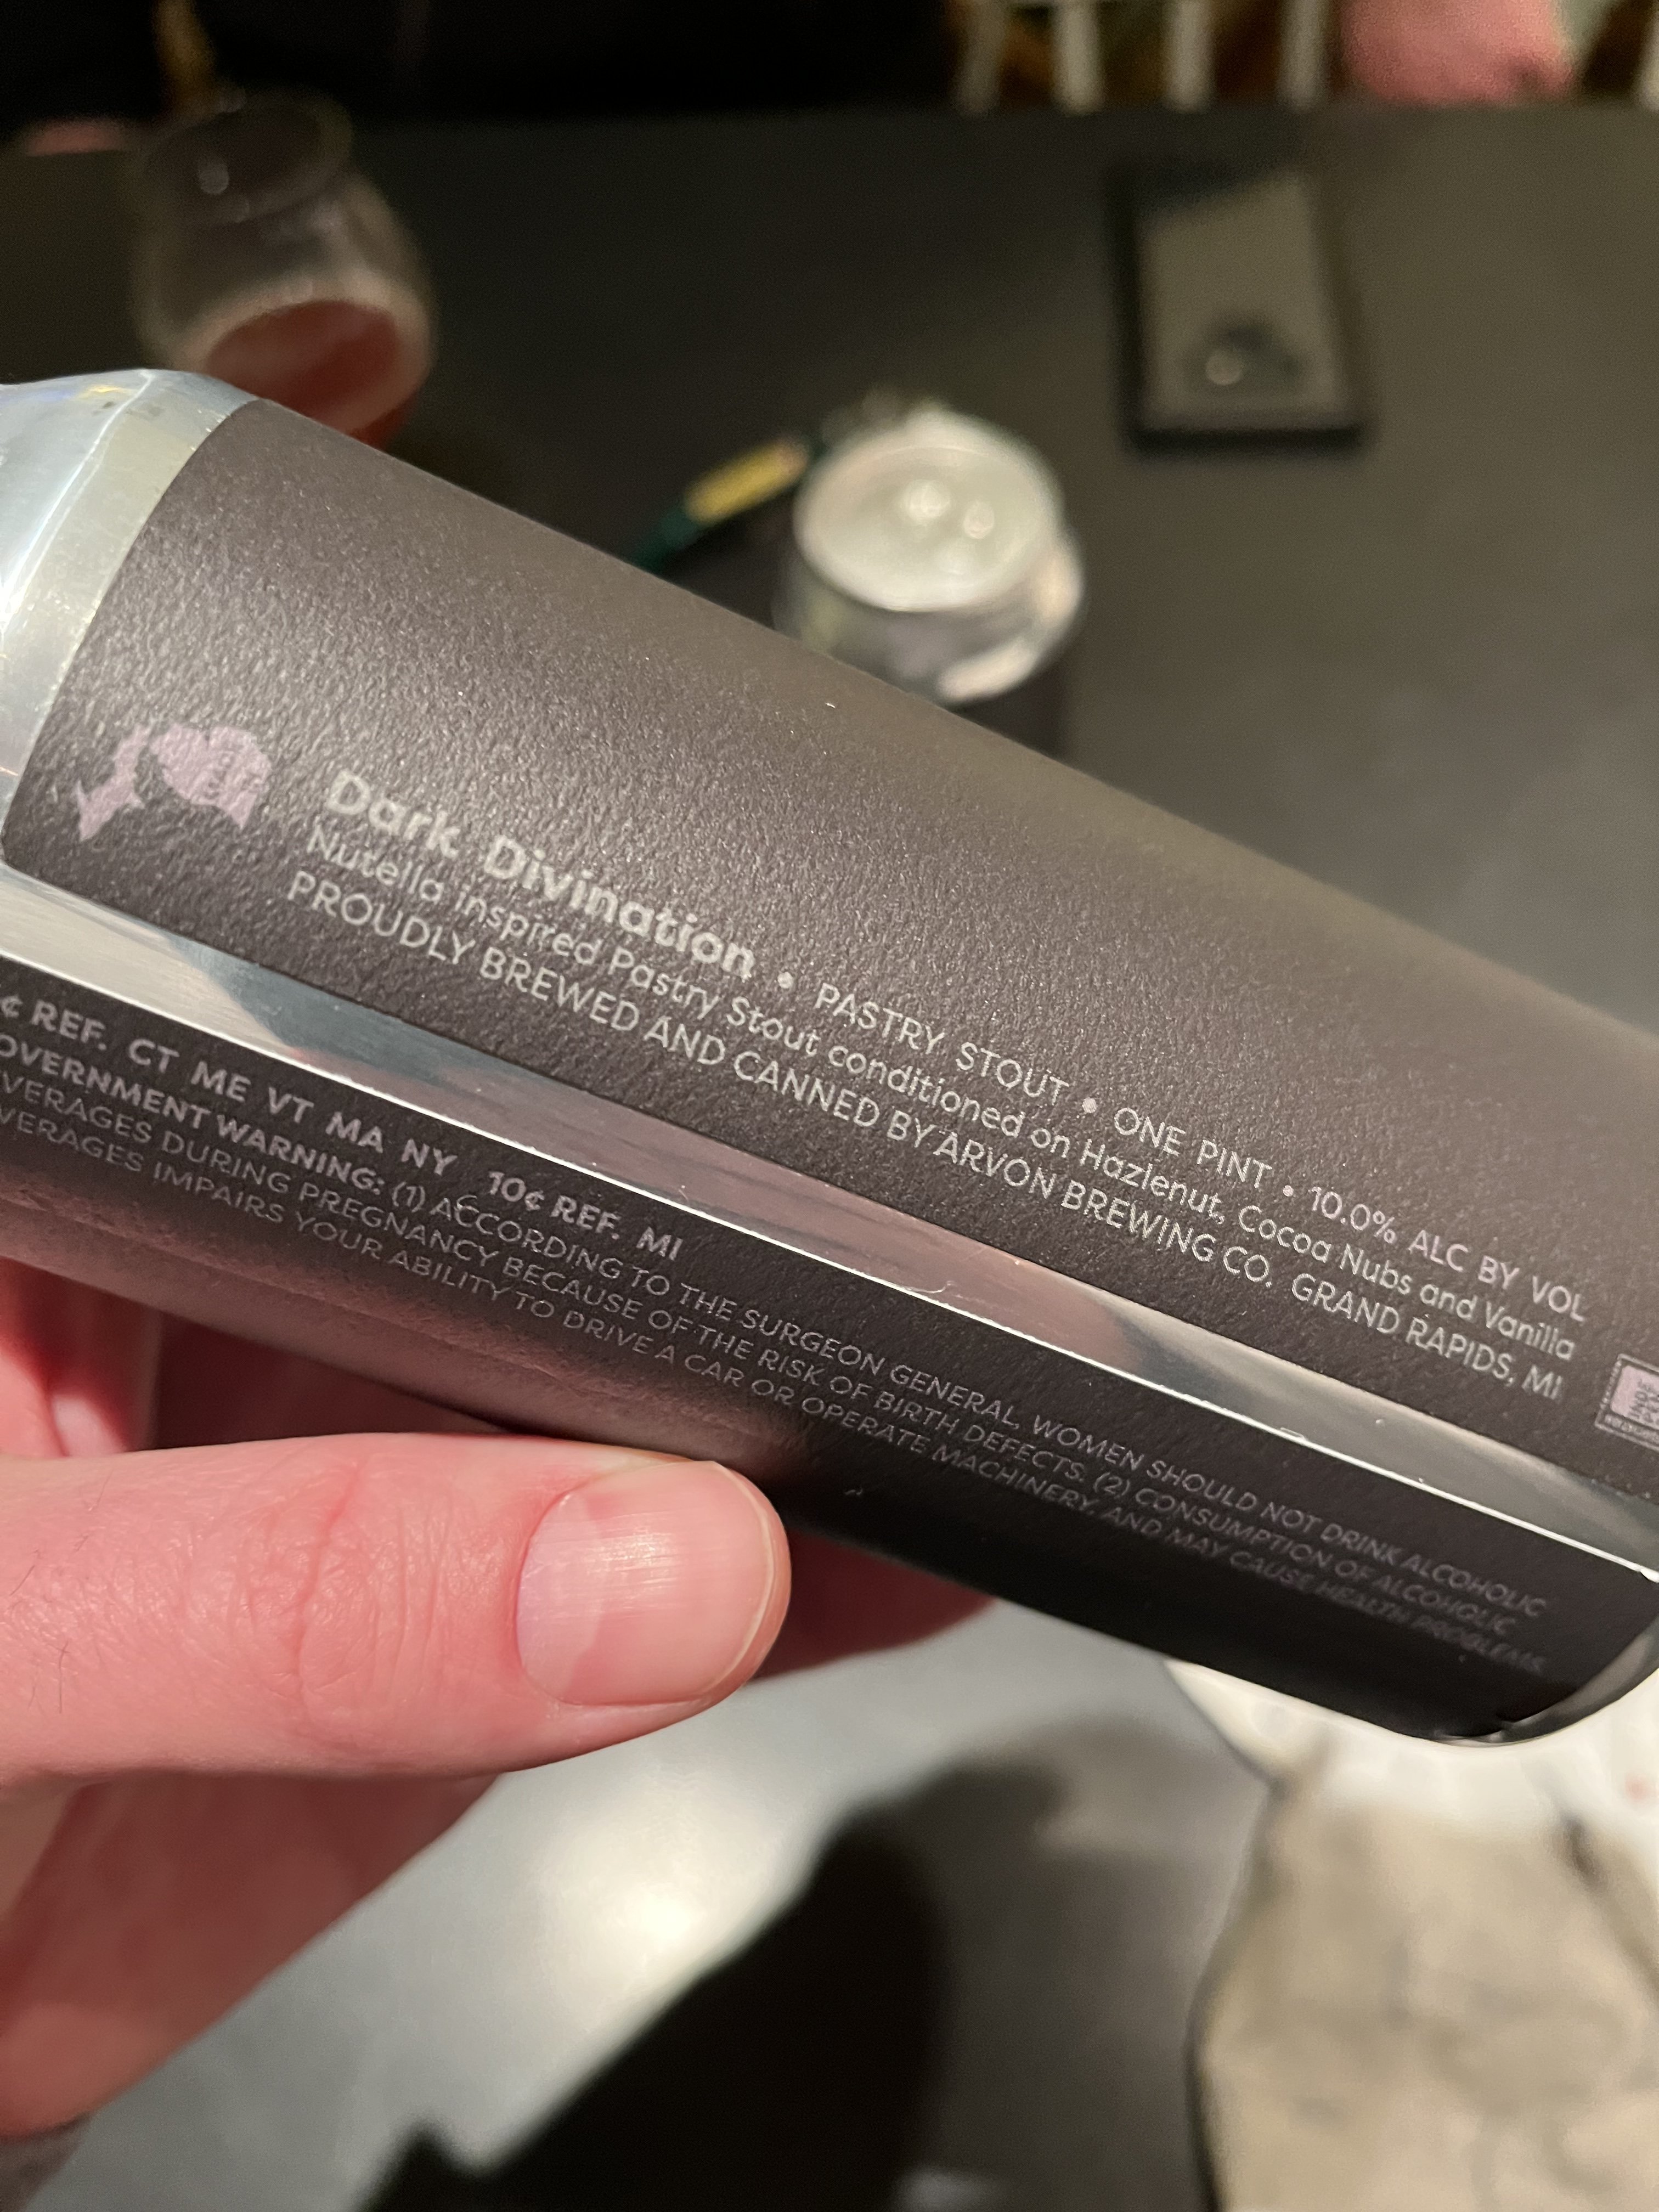 Dark Divination • PASTRY STOUT • ONE PINT • 10.0% ALC BY VOL
Nutella inspired Pastry Stout conditioned on Hazlenut, Cocoa Nubs and Vanilla
PROUDLY BREWED AND CANNED BY ARVON BREWING CO. GRAND RAPIDS, MI
¢ REF. CT ME VT MA NY 10¢ REF. MI
OVERNMENT WARNING: (1) ACCORDING TO THE SURGEON GENERAL, WOMEN SHOULD NOT DRINK ALCOHOLIC
VERAGES DURING PREGNANCY BECAUSE OF THE RISK OF BIRTH DEFECTS. (2) CONSUMPTION OF ALCOHOLIC
VERAGES IMPAIRS YOUR ABILITY TO DRIVE A CAR OR OPERATE MACHINERY, AND MAY CAUSE HEALTH PROBLEMS.